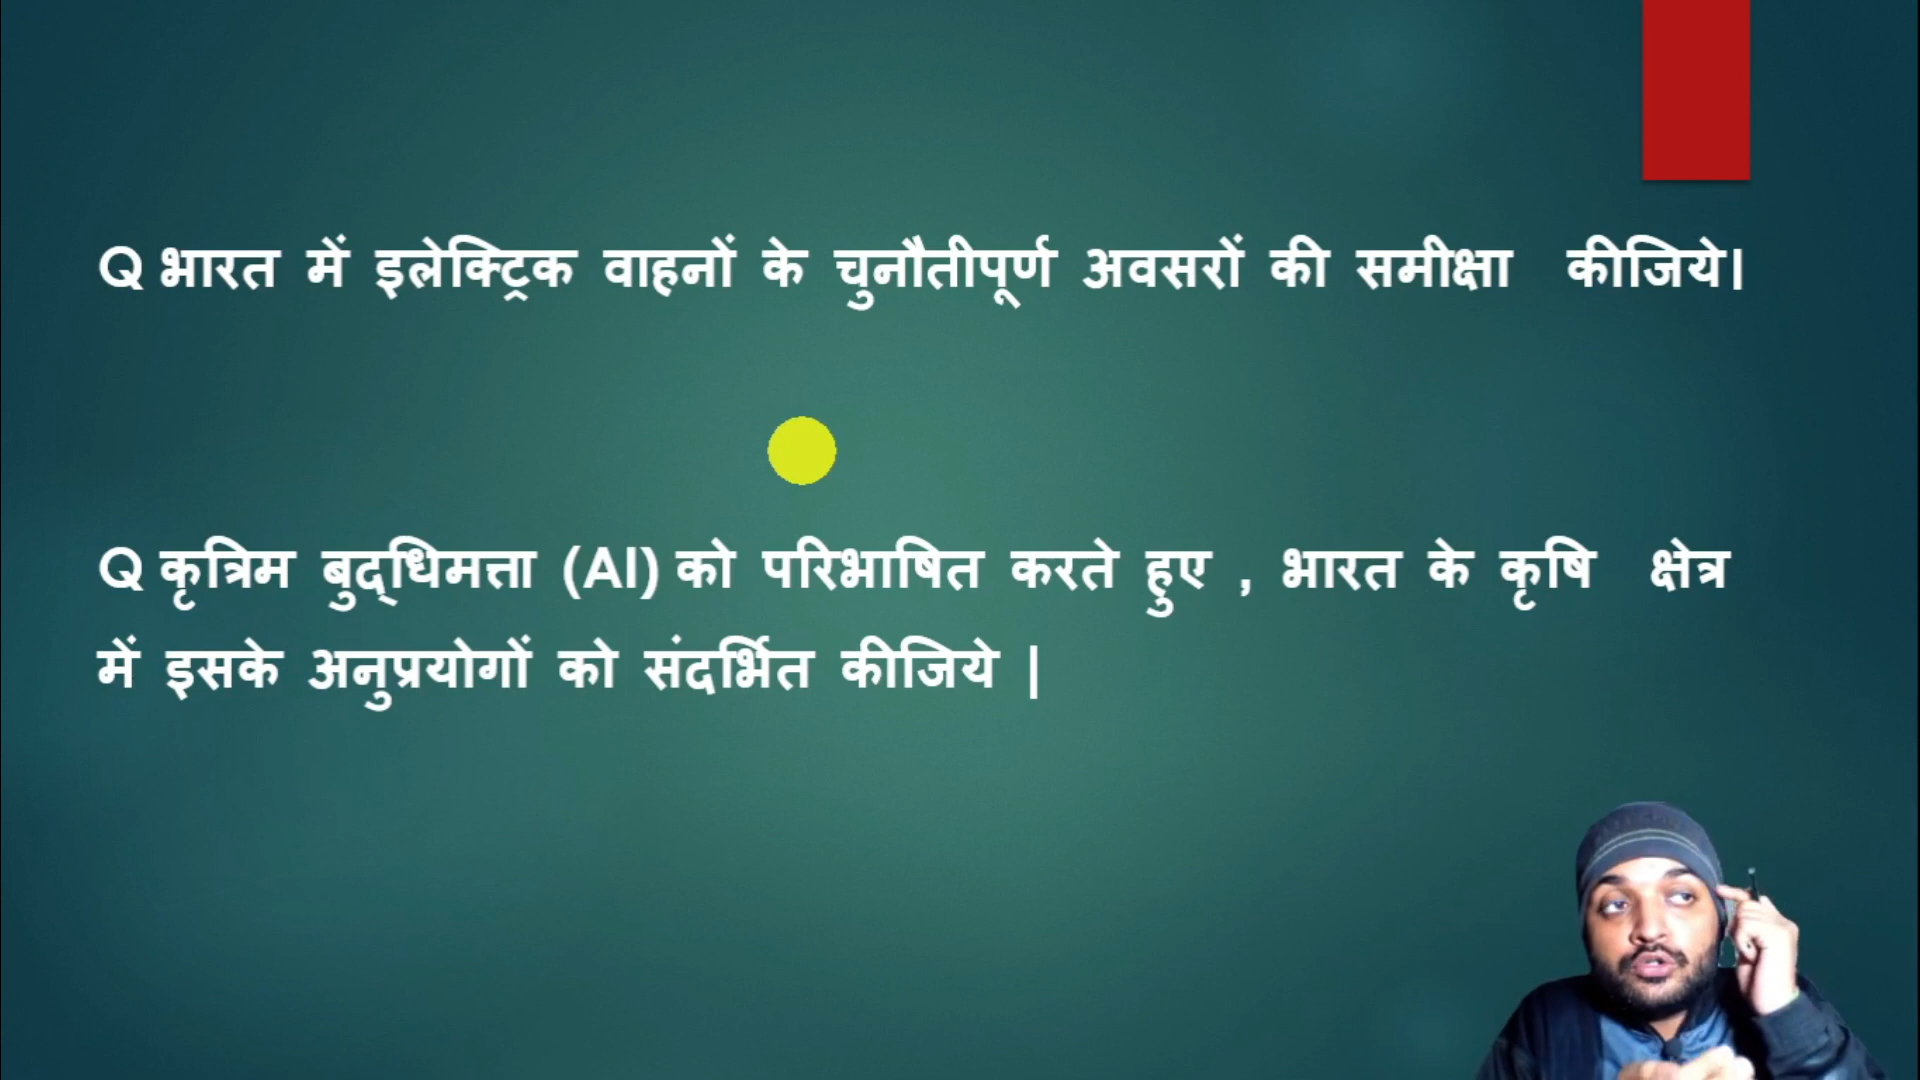 Q भारत में इलेक्ट्रिक वाहनों के चुनौतीपूर्ण अवसरों की समीक्षा कीजिये।
Q कृत्रिम बुद्धिमत्ता (AI) को परिभाषित करते हुए , भारत के कृषि क्षेत्र
में इसके अनुप्रयोगों को संदर्भित कीजिये |